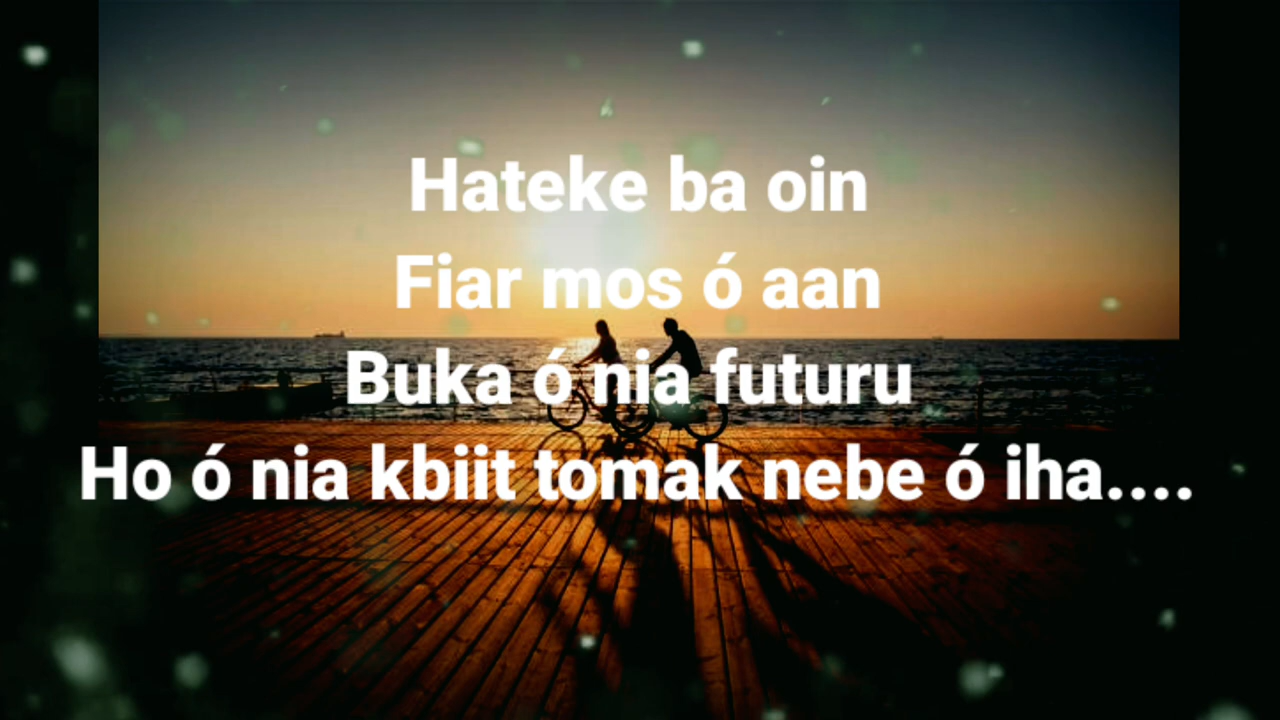 Hateke ba oin
Fiar mos ó aan
Buka ó nia futuru
Ho ó nia kbiit tomak nebe ó iha....